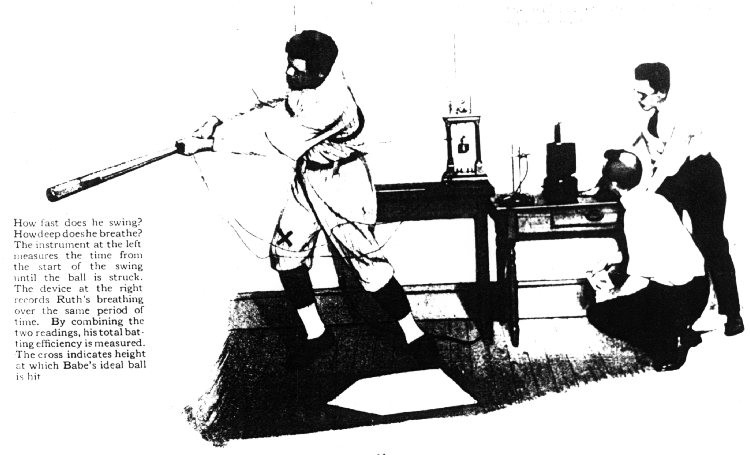 How fast does he swing?
How deep does he breathe?
The instrument at the left
measures the time from
the start of the swing
until the ball is struck.
The device at the right
records Ruth's breathing
over the same period of
time. By combining the
two readings, his total bat-
ting efficiency is measured.
The cross indicates height
at which Babe's ideal ball
is hit